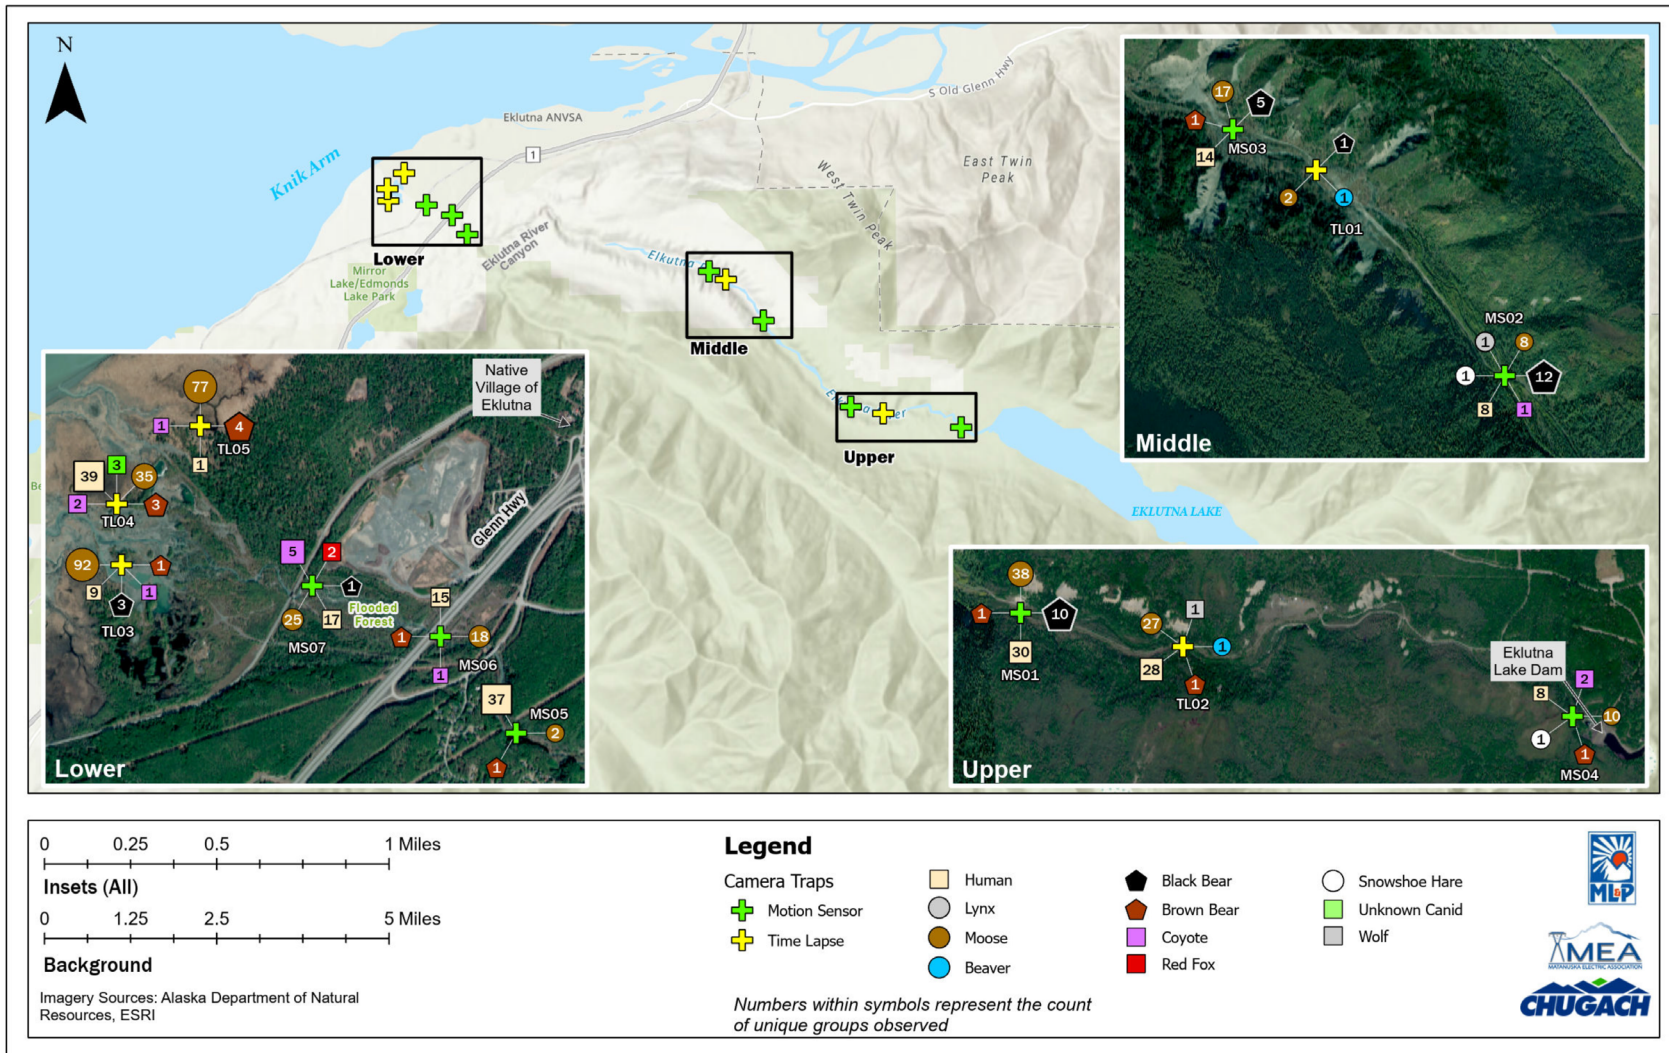 N
Knik Arm
Eklutna ANVSA
S Old Glenn Hwy
1
West Twin
Peak
East Twin
Peak
Lower
Eklutna River
Canyon
Mirror
Lake/Edmonds
Lake Park
Elkutna
Middle
Upper
EKLUTNA LAKE
Be
17
5
1
MS03
14
1
2
1
TL01
MS02
1
8
1
12
8
1
Middle
77
1
4
TL05
1
Native
Village of
Eklutna
39
3
35
2
3
TL04
92
1
9
1
3
TL03
5
2
1
Flooded
Forest
25
17
MS07
Glenn Hwy
15
1
18
MS06
1
37
MS05
2
1
Lower
38
1
10
30
MS01
1
27
1
28
1
TL02
Eklutna
Lake Dam
2
8
10
1
1
MS04
Upper
0 0.25 0.5 1 Miles
Insets (All)
0 1.25 2.5 5 Miles
Background
Imagery Sources: Alaska Department of Natural
Resources, ESRI
Legend
Camera Traps
Motion Sensor
Time Lapse
Human
Lynx
Moose
Beaver
Black Bear
Brown Bear
Coyote
Red Fox
Snowshoe Hare
Unknown Canid
Wolf
Numbers within symbols represent the count
of unique groups observed
ML&P
MEA
MATANUSKA ELECTRIC ASSOCIATION
CHUGACH